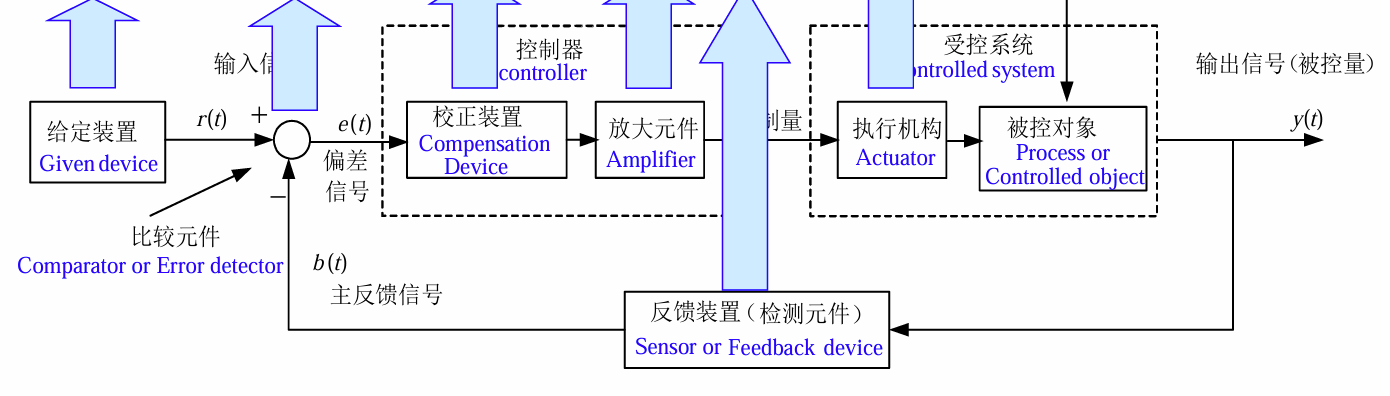 控制器
controller
受控系统
ontrolled system
输入信
输出信号(被控量)
给定装置
Given device
r(t)
+
e(t)
偏差
信号
校正装置
Compensation
Device
放大元件
Amplifier
制量
执行机构
Actuator
被控对象
Process or
Controlled object
y(t)
−
比较元件
Comparator or Error detector
b(t)
主反馈信号
反馈装置(检测元件)
Sensor or Feedback device